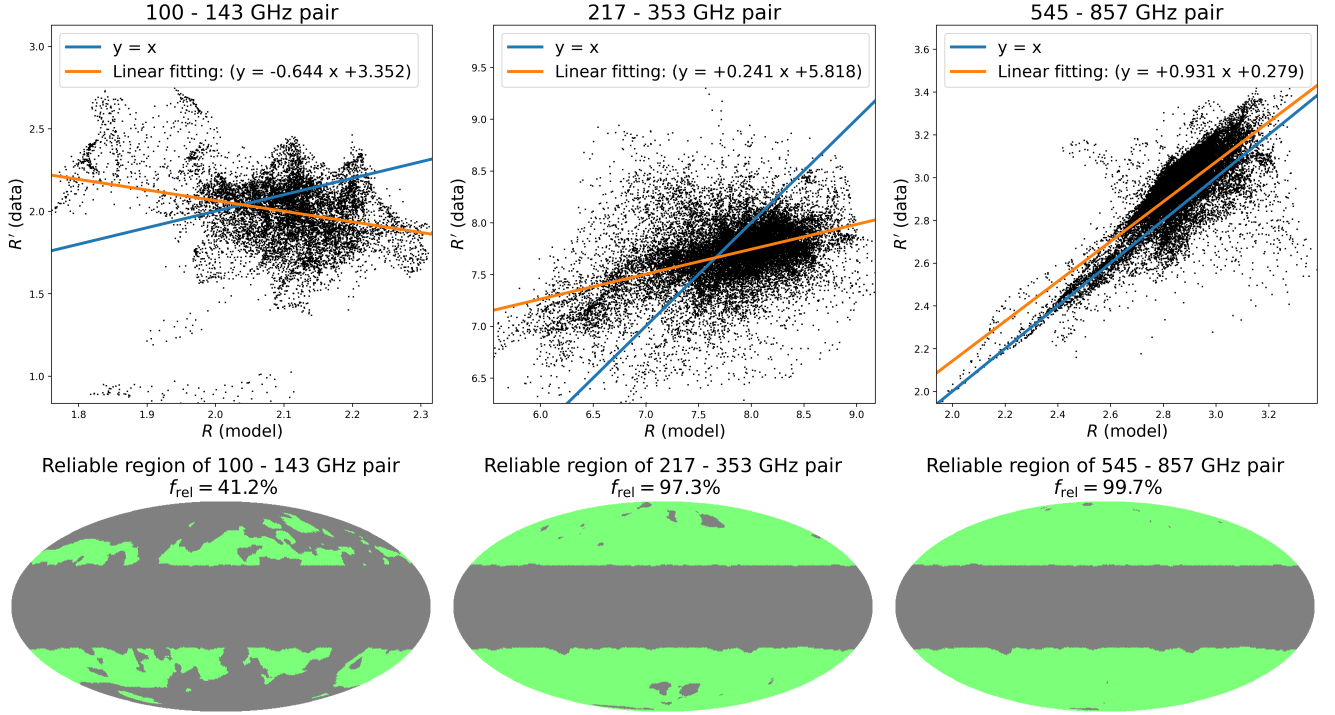 100 - 143 GHz pair
y = x
Linear fitting: (y = -0.644 x +3.352)
R′ (data)
3.0
2.5
2.0
1.5
1.0
1.8 1.9 2.0 2.1 2.2 2.3
R (model)
217 - 353 GHz pair
y = x
Linear fitting: (y = +0.241 x +5.818)
R′ (data)
9.5
9.0
8.5
8.0
7.5
7.0
6.5
6.0 6.5 7.0 7.5 8.0 8.5 9.0
R (model)
545 - 857 GHz pair
y = x
Linear fitting: (y = +0.931 x +0.279)
R′ (data)
3.6
3.4
3.2
3.0
2.8
2.6
2.4
2.2
2.0
2.0 2.2 2.4 2.6 2.8 3.0 3.2
R (model)
Reliable region of 100 - 143 GHz pair
f_rel = 41.2%
Reliable region of 217 - 353 GHz pair
f_rel = 97.3%
Reliable region of 545 - 857 GHz pair
f_rel = 99.7%